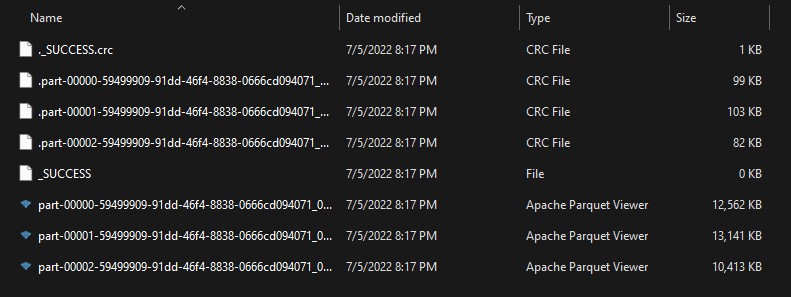 Name Date modified Type Size
._SUCCESS.crc 7/5/2022 8:17 PM CRC File 1 KB
.part-00000-59499909-91dd-46f4-8838-0666cd094071_... 7/5/2022 8:17 PM CRC File 99 KB
.part-00001-59499909-91dd-46f4-8838-0666cd094071_... 7/5/2022 8:17 PM CRC File 103 KB
.part-00002-59499909-91dd-46f4-8838-0666cd094071_... 7/5/2022 8:17 PM CRC File 82 KB
_SUCCESS 7/5/2022 8:17 PM File 0 KB
part-00000-59499909-91dd-46f4-8838-0666cd094071_0... 7/5/2022 8:17 PM Apache Parquet Viewer 12,562 KB
part-00001-59499909-91dd-46f4-8838-0666cd094071_0... 7/5/2022 8:17 PM Apache Parquet Viewer 13,141 KB
part-00002-59499909-91dd-46f4-8838-0666cd094071_0... 7/5/2022 8:17 PM Apache Parquet Viewer 10,413 KB